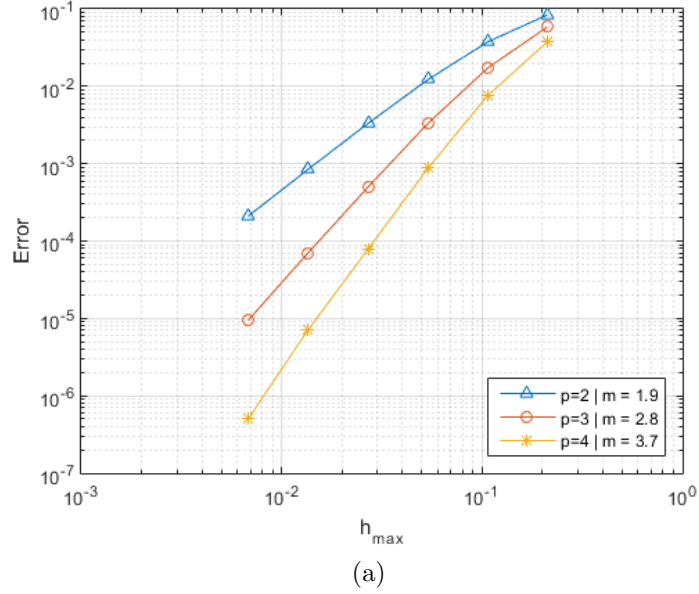 10^-1
10^-2
10^-3
10^-4
10^-5
10^-6
10^-7
Error
p=2 | m = 1.9
p=3 | m = 2.8
p=4 | m = 3.7
10^-3 10^-2 10^-1 10^0
h_max
(a)